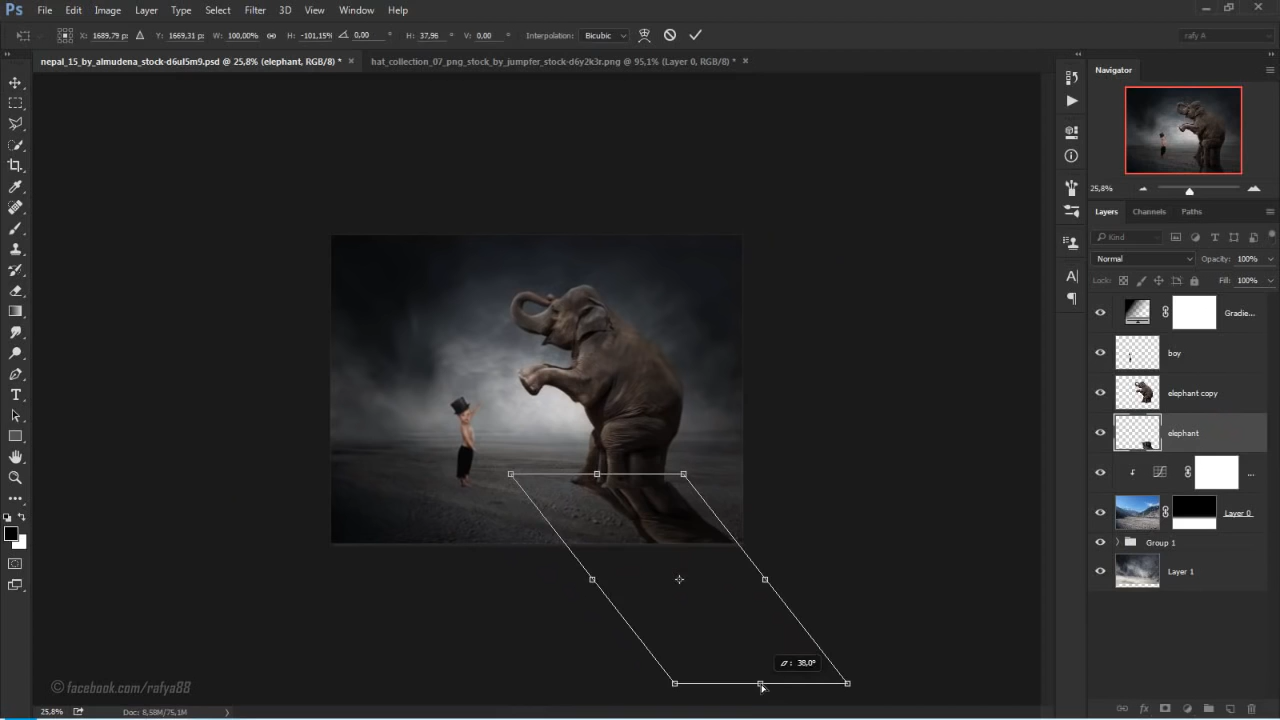 Ps File Edit Image Layer Type Select Filter 3D View Window Help
X: 1689,79 pi Y: 1669,31 pi W: 100,00% H: -101,15% 0,00 ° H: 37,96 ° V: 0,00 ° Interpolation: Bicubic rafy A
nepal_15_by_almudena_stock-d6ul5m9.psd @ 25,8% (elephant, RGB/8) * × hat_collection_07_png_stock_by_jumpfer_stock-d6y2k3r.png @ 95,1% (Layer 0, RGB/8) * ×
Navigator
25,8%
Layers Channels Paths
Kind
Normal Opacity: 100%
Lock: Fill: 100%
Gradie...
boy
elephant copy
elephant
...
Layer 0
Group 1
Layer 1
38,0°
© facebook.com/rafya88
25,8% Doc: 8,58M/75,1M